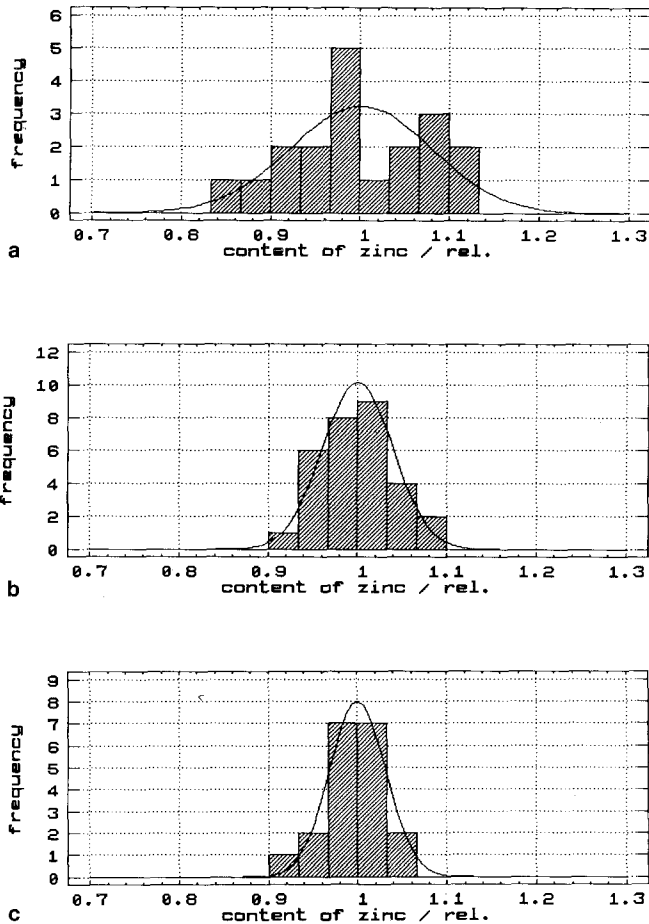 6
5
4
3
2
1
0
frequency
0.7 0.8 0.9 1 1.1 1.2 1.3
content of zinc / rel.
a
12
10
8
6
4
2
0
frequency
0.7 0.8 0.9 1 1.1 1.2 1.3
content of zinc / rel.
b
9
8
7
6
5
4
3
2
1
0
frequency
0.7 0.8 0.9 1 1.1 1.2 1.3
content of zinc / rel.
c